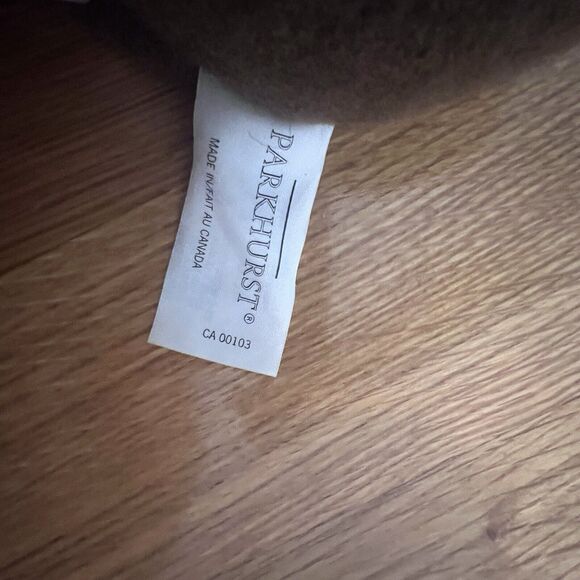 PARKHURST®
MADE IN/FAIT AU CANADA
CA 00103